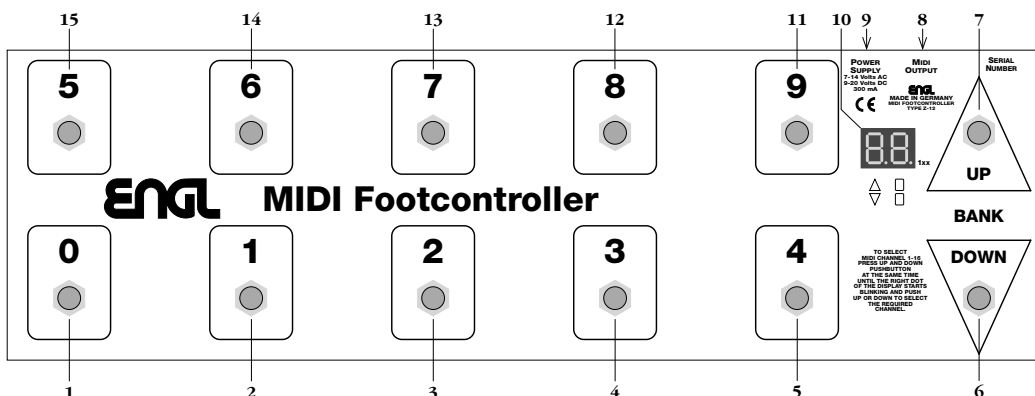 15 14 13 12 11 10 9 8 7
5 6 7 8 9
POWER
SUPPLY
7-14 Volts AC
9-20 Volts DC
300 mA
CE
MIDI
OUTPUT
ENGL
MADE IN GERMANY
MIDI FOOTCONTROLLER
TYPE Z-12
SERIAL
NUMBER
8.8.
1xx
UP
ENGL MIDI Footcontroller
BANK
0 1 2 3 4
TO SELECT
MIDI CHANNEL 1-16
PRESS UP AND DOWN
PUSHBUTTON
AT THE SAME TIME
UNTIL THE RIGHT DOT
OF THE DISPLAY STARTS
BLINKING AND PUSH
UP OR DOWN TO SELECT
THE REQUIRED
CHANNEL.
DOWN
1 2 3 4 5 6